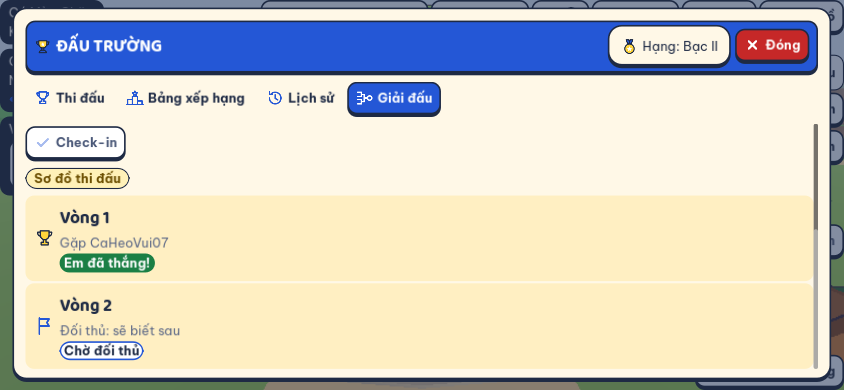 ĐẤU TRƯỜNG
Hạng: Bạc II
Đóng
Thi đấu
Bảng xếp hạng
Lịch sử
Giải đấu
Check-in
Sơ đồ thi đấu
Vòng 1
Gặp CaHeoVui07
Em đã thắng!
Vòng 2
Đối thủ: sẽ biết sau
Chờ đối thủ